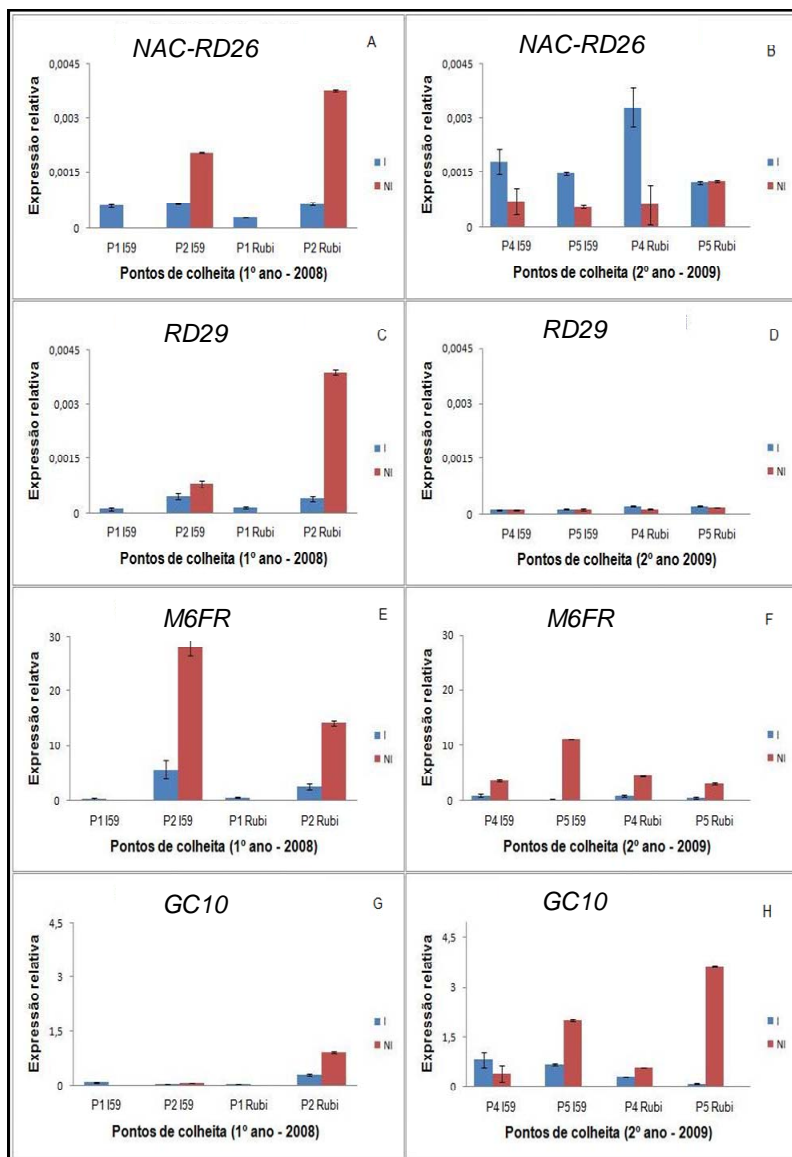 NAC-RD26
A
Expressão relativa
0,0045
0,003
0,0015
0
I
NI
P1 I59
P2 I59
P1 Rubi
P2 Rubi
Pontos de colheita (1º ano - 2008)
NAC-RD26
B
Expressão relativa
0,0045
0,003
0,0015
0
I
NI
P4 I59
P5 I59
P4 Rubi
P5 Rubi
Pontos de colheita (2º ano - 2009)
RD29
C
Expressão relativa
0,0045
0,003
0,0015
0
I
NI
P1 I59
P2 I59
P1 Rubi
P2 Rubi
Pontos de colheita (1º ano - 2008)
RD29
D
Expressão relativa
0,0045
0,003
0,0015
0
I
NI
P4 I59
P5 I59
P4 Rubi
P5 Rubi
Pontos de colheita (2º ano 2009)
M6FR
E
Expressão relativa
30
20
10
0
I
NI
P1 I59
P2 I59
P1 Rubi
P2 Rubi
Pontos de colheita (1º ano - 2008)
M6FR
F
Expressão relativa
30
20
10
0
I
NI
P4 I59
P5 I59
P4 Rubi
P5 Rubi
Pontos de colheita (2º ano - 2009)
GC10
G
Expressão relativa
4,5
3
1,5
0
I
NI
P1 I59
P2 I59
P1 Rubi
P2 Rubi
Pontos de colheita (1º ano - 2008)
GC10
H
Expressão relativa
4,5
3
1,5
0
I
NI
P4 I59
P5 I59
P4 Rubi
P5 Rubi
Pontos de colheita (2º ano - 2009)